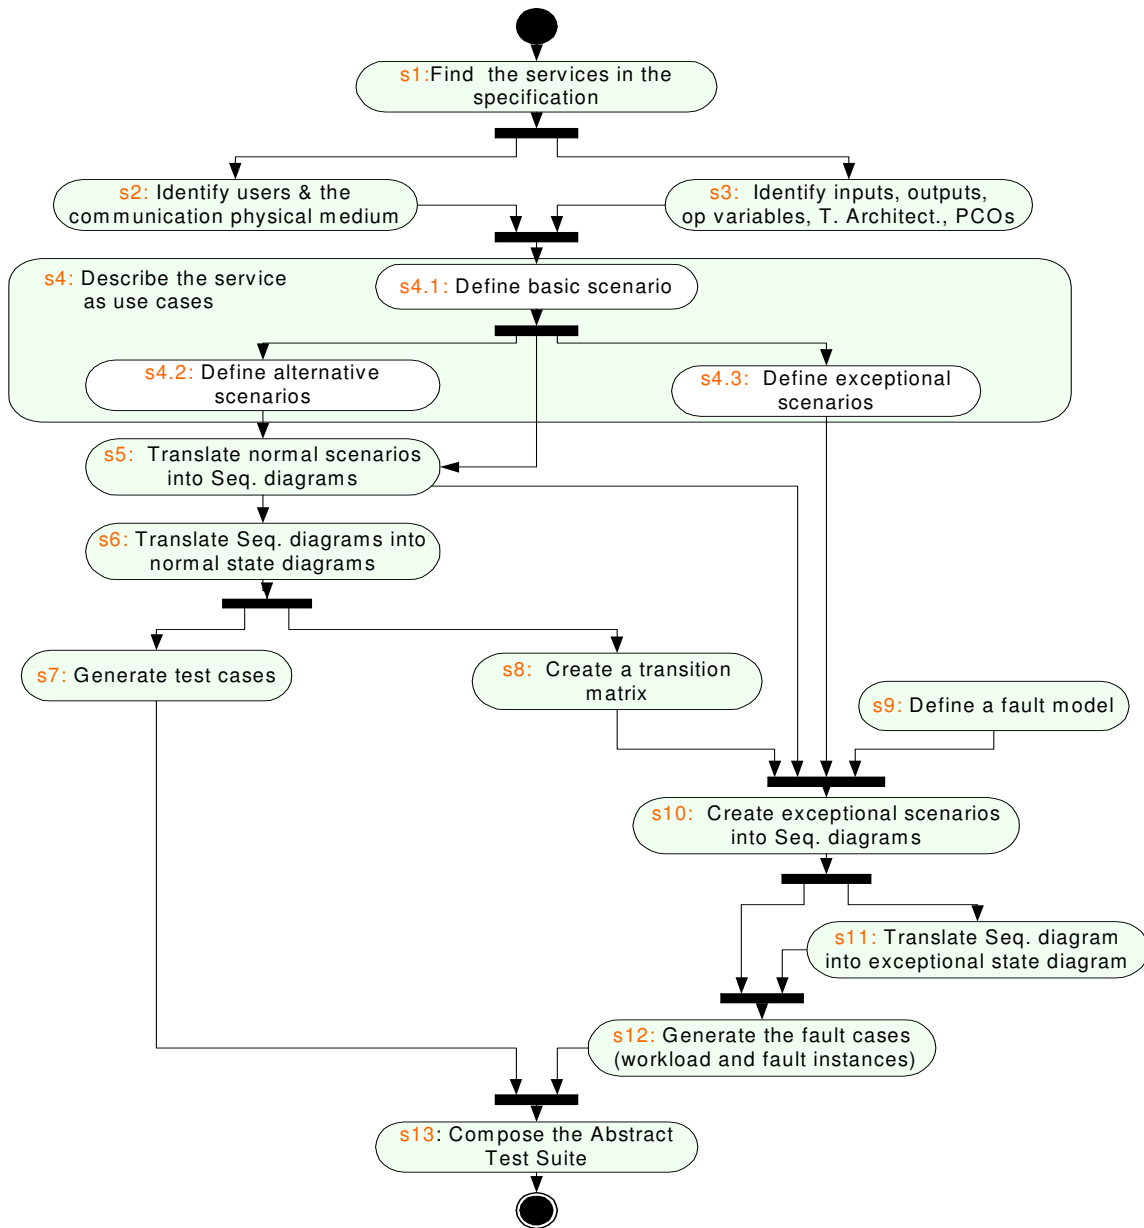 s1:Find the services in the
specification
s2: Identify users & the
communication physical medium
s3: Identify inputs, outputs,
op variables, T. Architect., PCOs
s4: Describe the service
as use cases
s4.1: Define basic scenario
s4.2: Define alternative
scenarios
s4.3: Define exceptional
scenarios
s5: Translate normal scenarios
into Seq. diagrams
s6: Translate Seq. diagrams into
normal state diagrams
s7: Generate test cases
s8: Create a transition
matrix
s9: Define a fault model
s10: Create exceptional scenarios
into Seq. diagrams
s11: Translate Seq. diagram
into exceptional state diagram
s12: Generate the fault cases
(workload and fault instances)
s13: Compose the Abstract
Test Suite